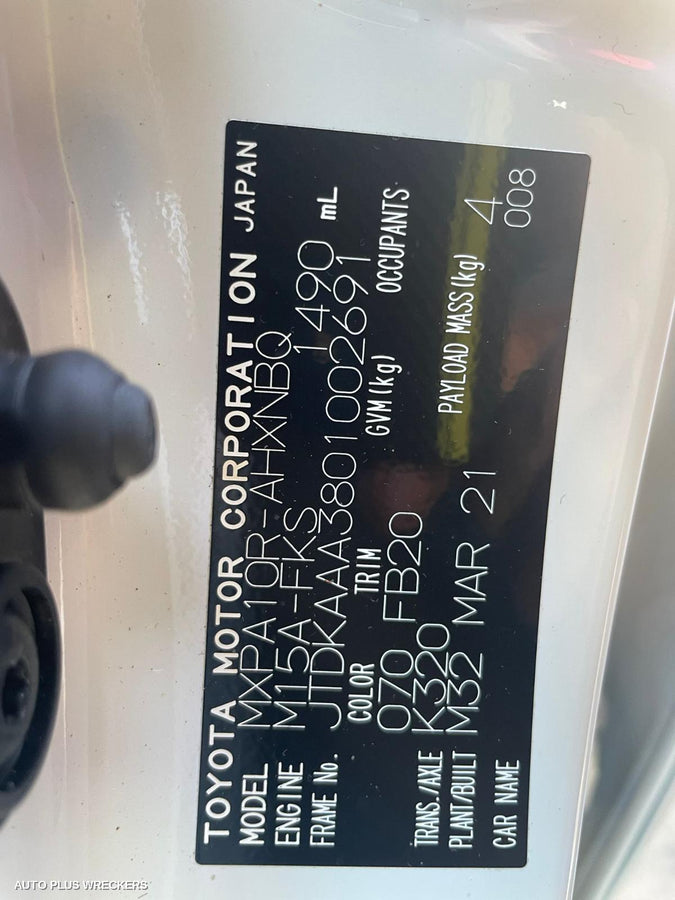 TOYOTA MOTOR CORPORATION JAPAN
MODEL MXPA10R-AHXNBQ
ENGINE M15A-FKS 1490 mL
FRAME No. JTDKAAA3801002691
COLOR TRIM GVM(kg) OCCUPANTS
070 FB20
TRANS./AXLE K320
PLANT/BUILT M32 MAR 21 PAYLOAD MASS(kg) 4
CAR NAME 008
AUTO PLUS WRECKERS